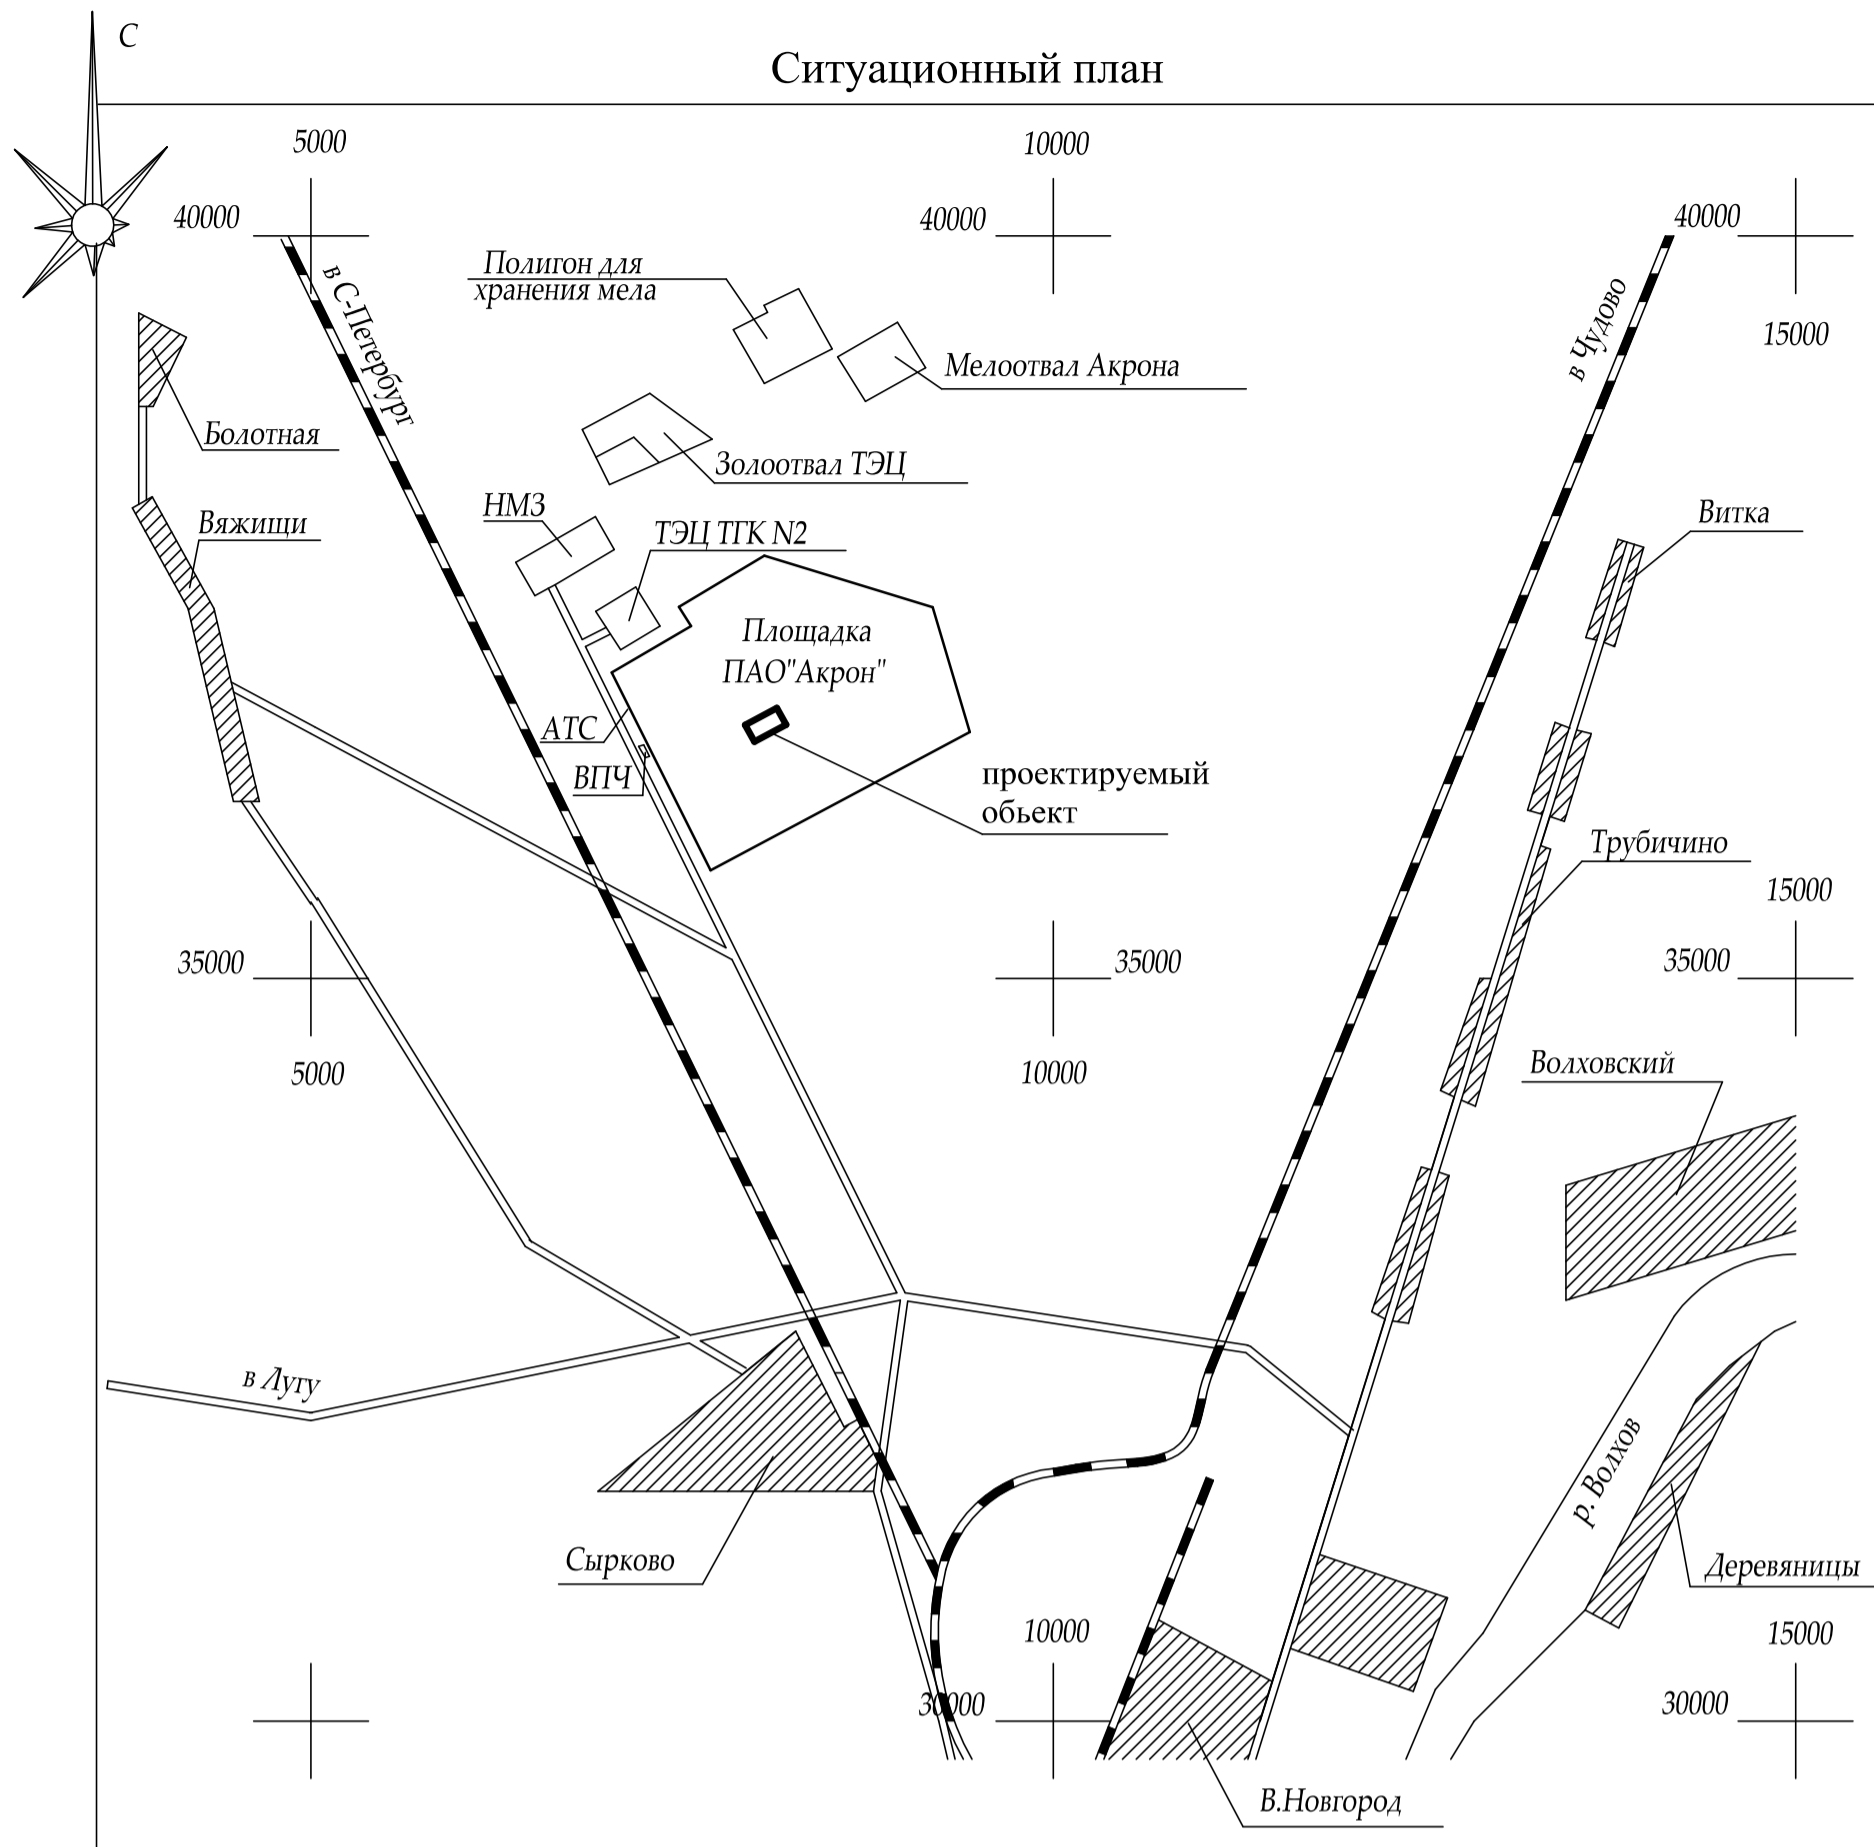 С
Ситуационный план
5000
10000
40000
40000
40000
в С-Петербург
Полигон для
хранения мела
в Чудово
15000
Мелоотвал Акрона
Болотная
Золоотвал ТЭЦ
НМЗ
Вяжищи
ТЭЦ ТГК N2
Витка
Площадка
ПАО"Акрон"
АТС
ВПЧ
проектируемый
обьект
Трубичино
15000
35000
35000
35000
5000
10000
Волховский
в Лугу
р. Волхов
Сырково
Деревяницы
10000
15000
30000
30000
В.Новгород